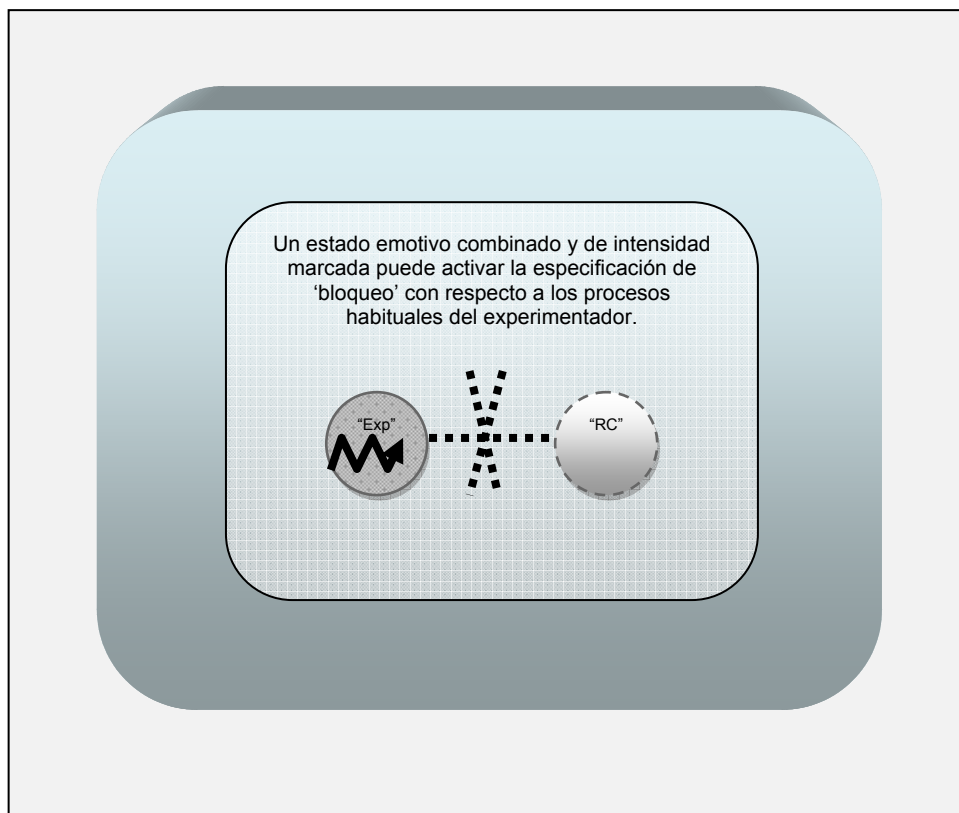 Un estado emotivo combinado y de intensidad
marcada puede activar la especificación de
‘bloqueo’ con respecto a los procesos
habituales del experimentador.
“Exp”
“RC”